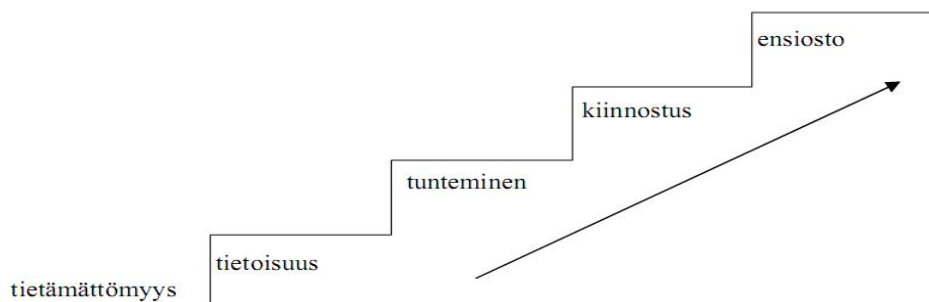 ensiosto
kiinnostus
tunteminen
tietoisuus
tietämättömyys